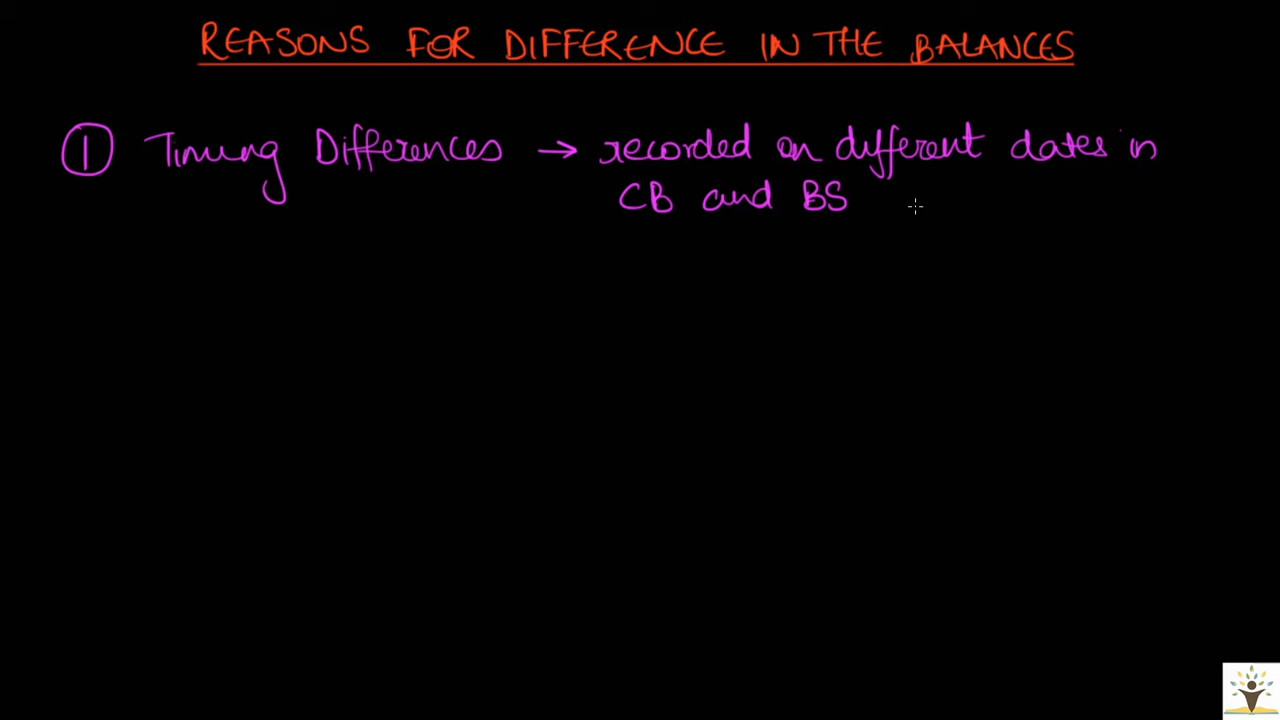 REASONS FOR DIFFERENCE IN THE BALANCES
1 Timing Differences → recorded on different dates in
CB and BS